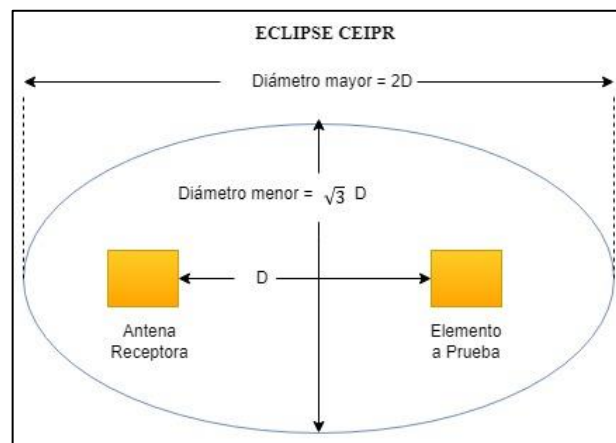 ECLIPSE CEIPR
Diámetro mayor = 2D
Diámetro menor = √3 D
D
Antena
Receptora
Elemento
a Prueba